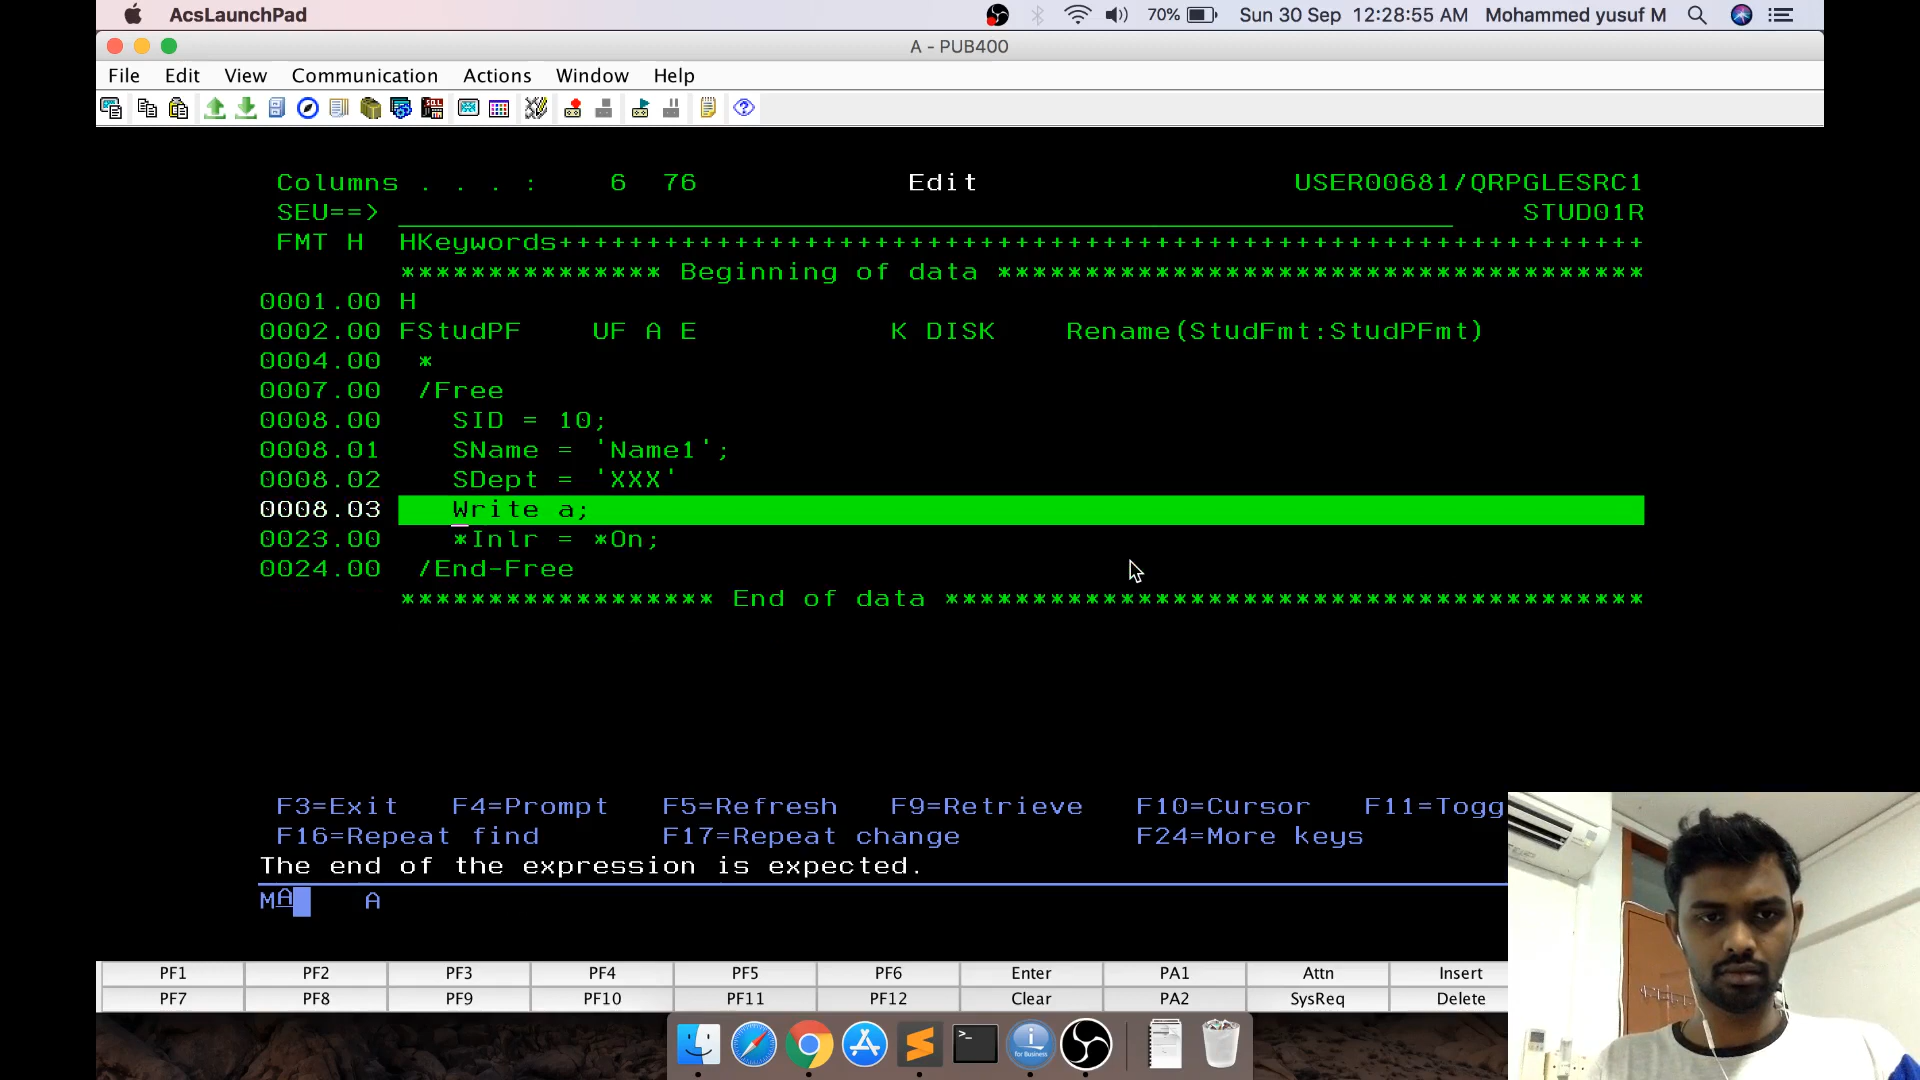 AcsLaunchPad 70% Sun 30 Sep 12:28:55 AM Mohammed yusuf M
A - PUB400
File Edit View Communication Actions Window Help
Columns . . . : 6 76 Edit USER00681/QRPGLESRC1
SEU==> STUD01R
FMT H HKeywords++++++++++++++++++++++++++++++++++++++++++++++++++++++++++++++
*************** Beginning of data *************************************
0001.00 H
0002.00 FStudPF UF A E K DISK Rename(StudFmt:StudPFmt)
0004.00 *
0007.00 /Free
0008.00 SID = 10;
0008.01 SName = 'Name1';
0008.02 SDept = 'XXX'
0008.03 Write a;
0023.00 *Inlr = *On;
0024.00 /End-Free
****************** End of data ****************************************
F3=Exit F4=Prompt F5=Refresh F9=Retrieve F10=Cursor F11=Togg
F16=Repeat find F17=Repeat change F24=More keys
The end of the expression is expected.
MA A
PF1 PF2 PF3 PF4 PF5 PF6 Enter PA1 Attn Insert
PF7 PF8 PF9 PF10 PF11 PF12 Clear PA2 SysReq Delete
for Business